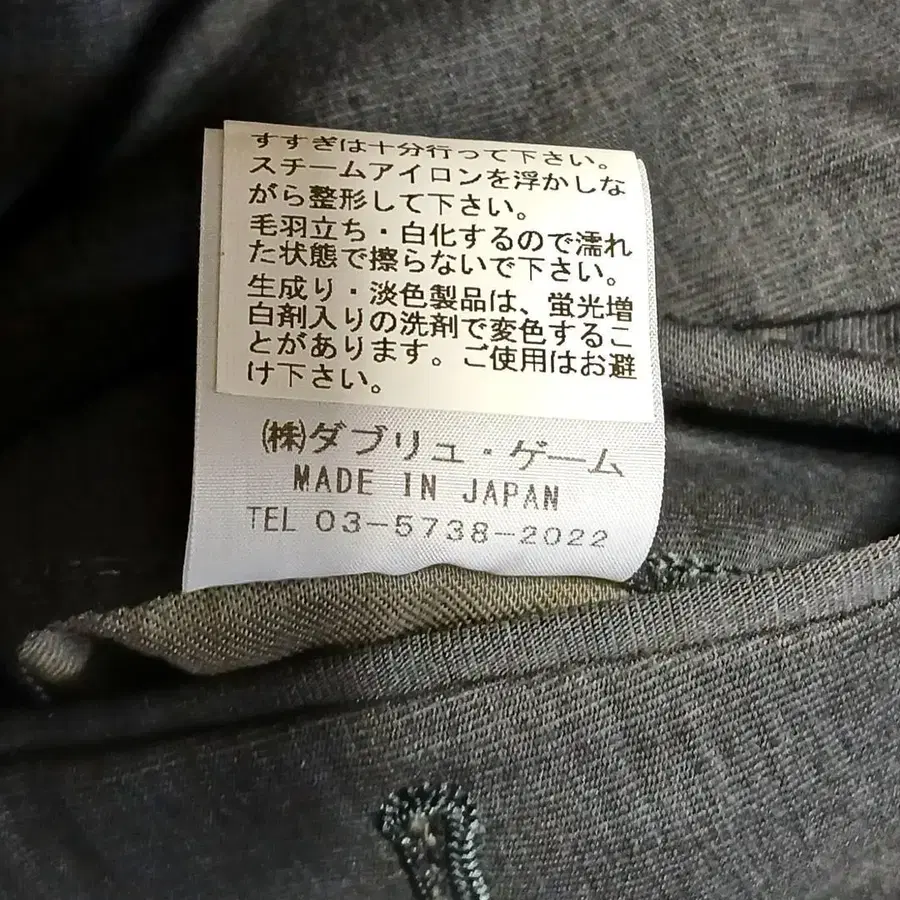 すすぎは十分行って下さい。
スチームアイロンを浮かしな
がら整形して下さい。
毛羽立ち・白化するので濡れ
た状態で擦らないで下さい。
生成り・淡色製品は、蛍光増
白剤入りの洗剤で変色するこ
とがあります。ご使用はお避
け下さい。
㈱ダブリュ・ゲーム
MADE IN JAPAN
TEL 03-5738-2022